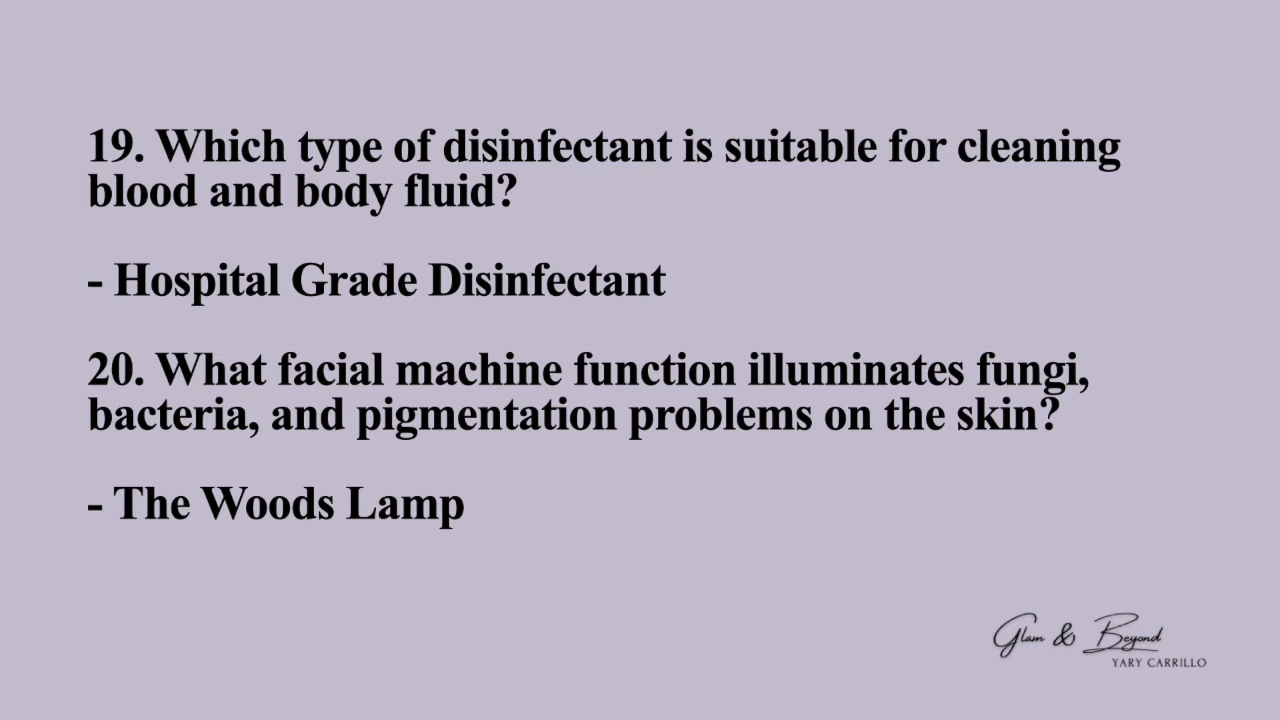 19. Which type of disinfectant is suitable for cleaning
blood and body fluid?
- Hospital Grade Disinfectant
20. What facial machine function illuminates fungi,
bacteria, and pigmentation problems on the skin?
- The Woods Lamp
Glam & Beyond
YARY CARRILLO